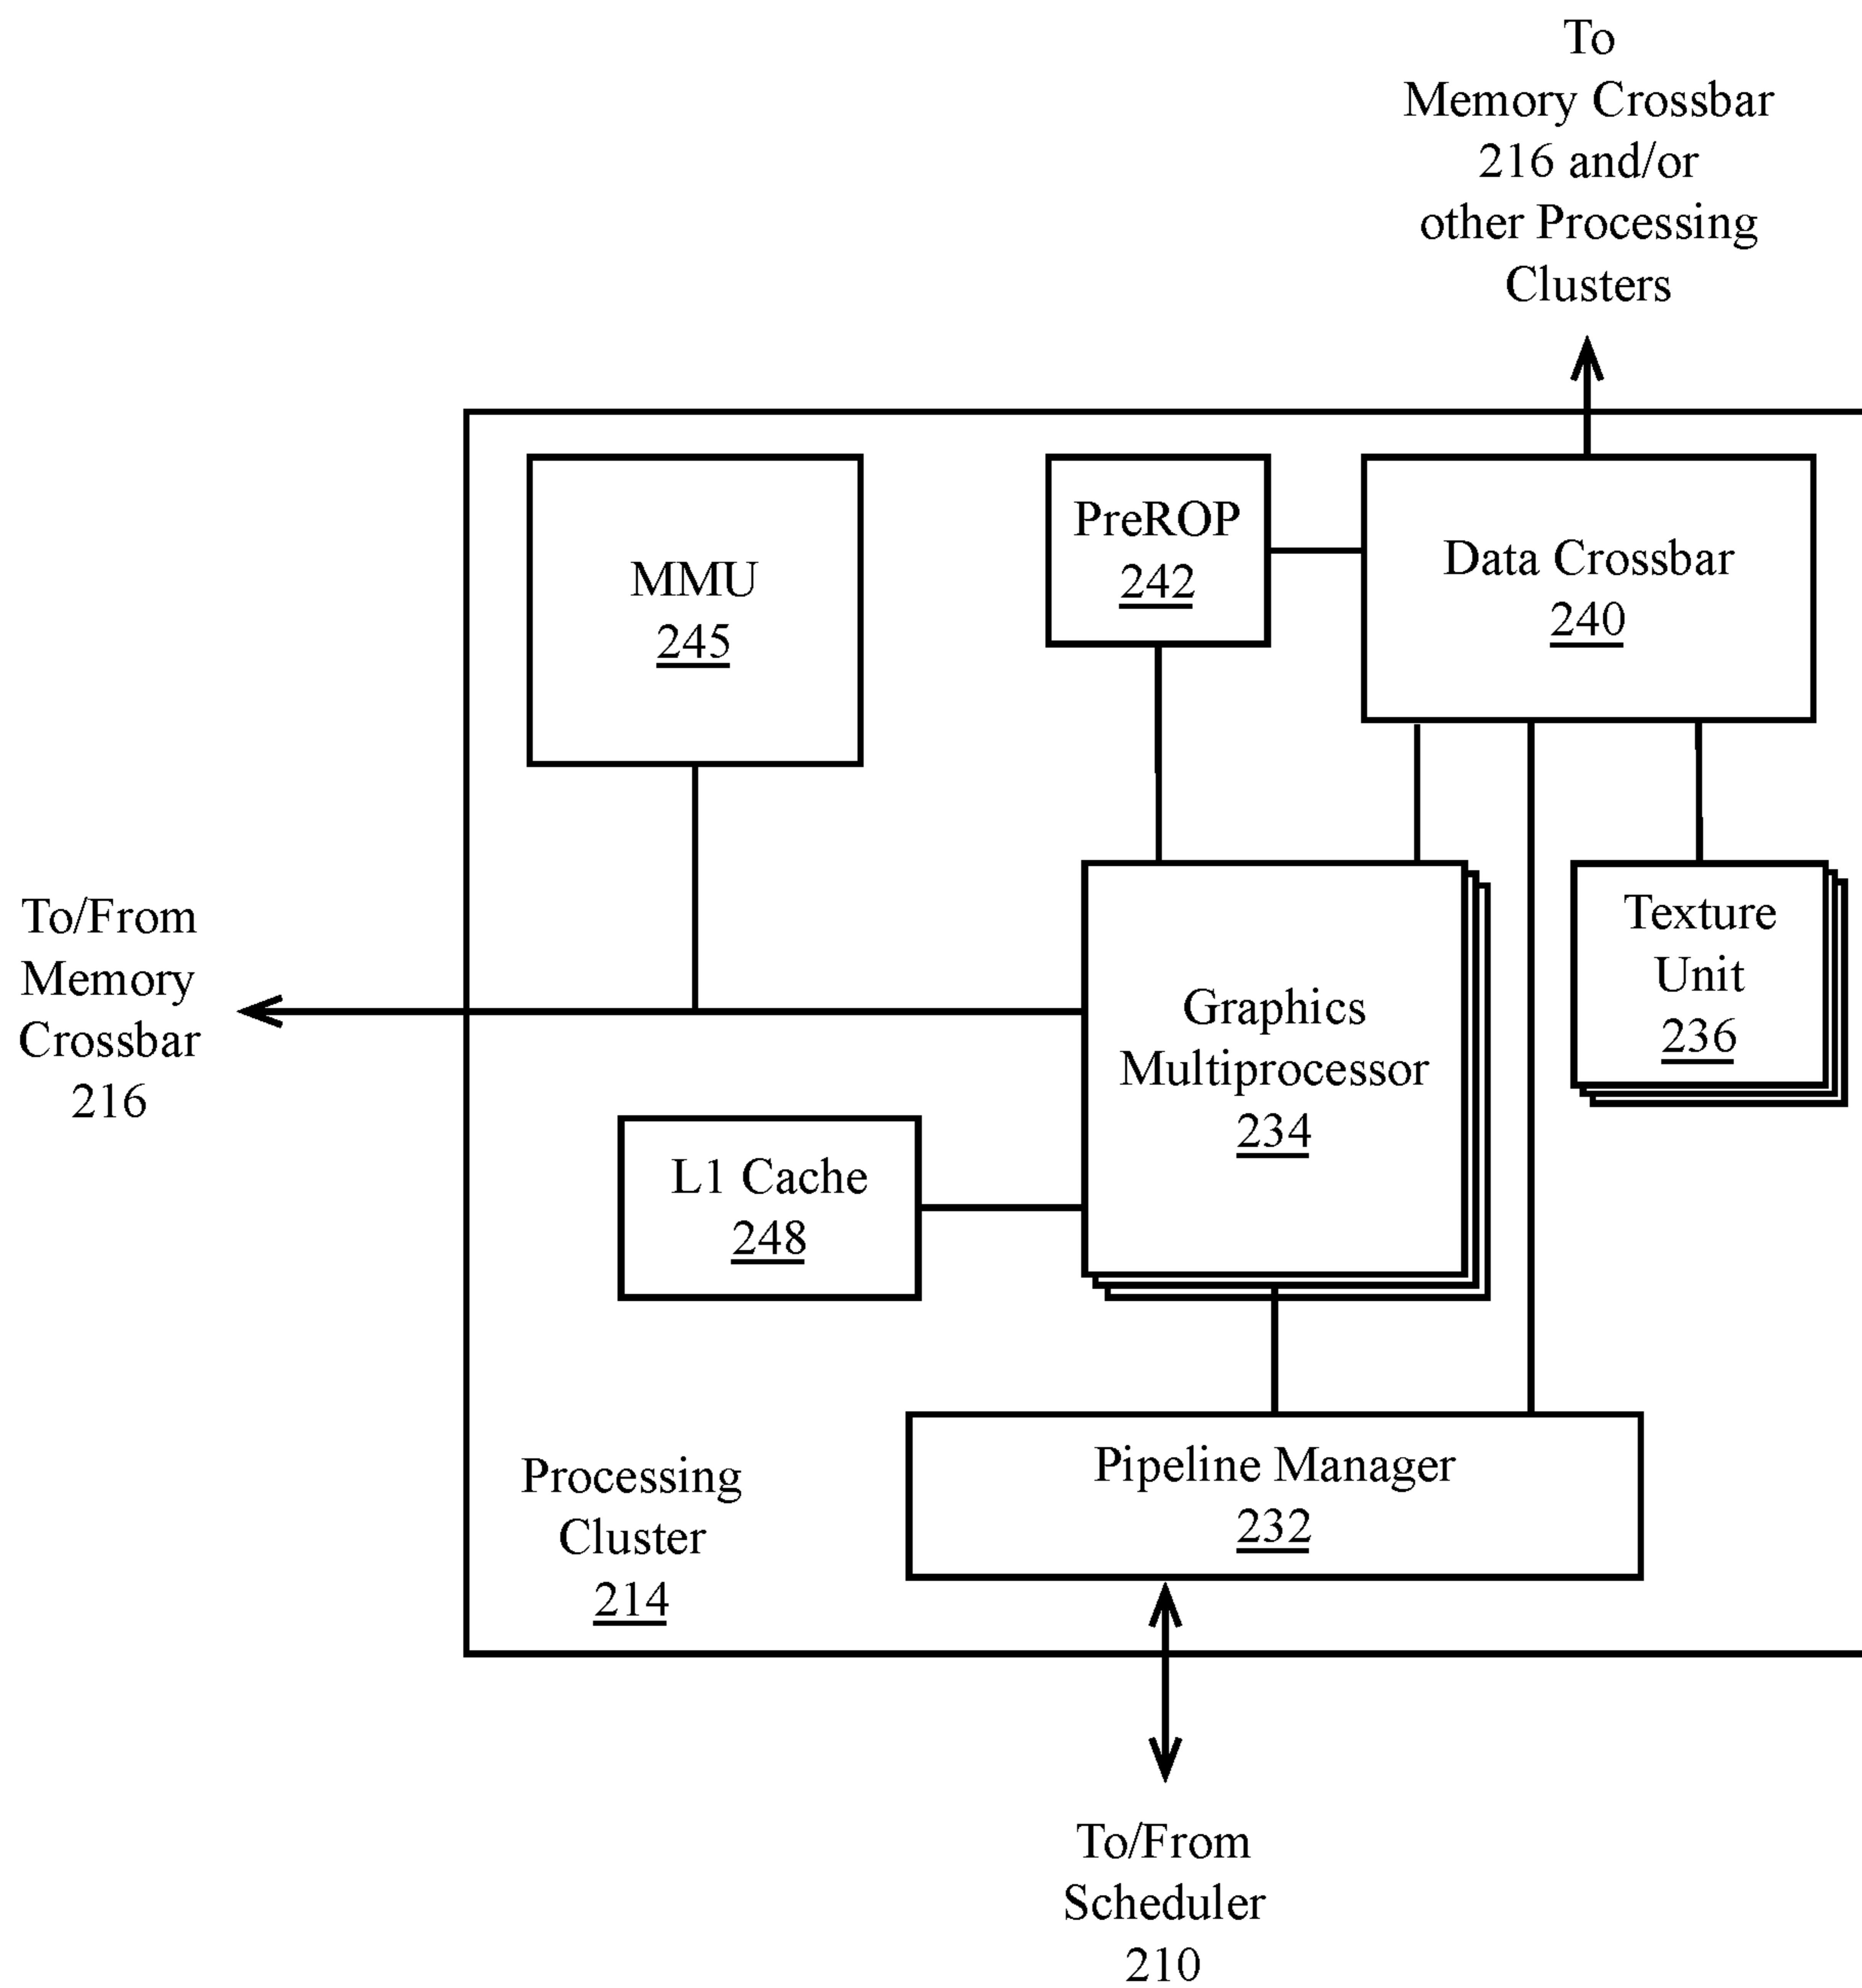 To
Memory Crossbar
216 and/or
other Processing
Clusters
PreROP
242
Data Crossbar
240
MMU
245
To/From
Memory
Crossbar
216
Graphics
Multiprocessor
234
Texture
Unit
236
L1 Cache
248
Processing
Cluster
214
Pipeline Manager
232
To/From
Scheduler
210